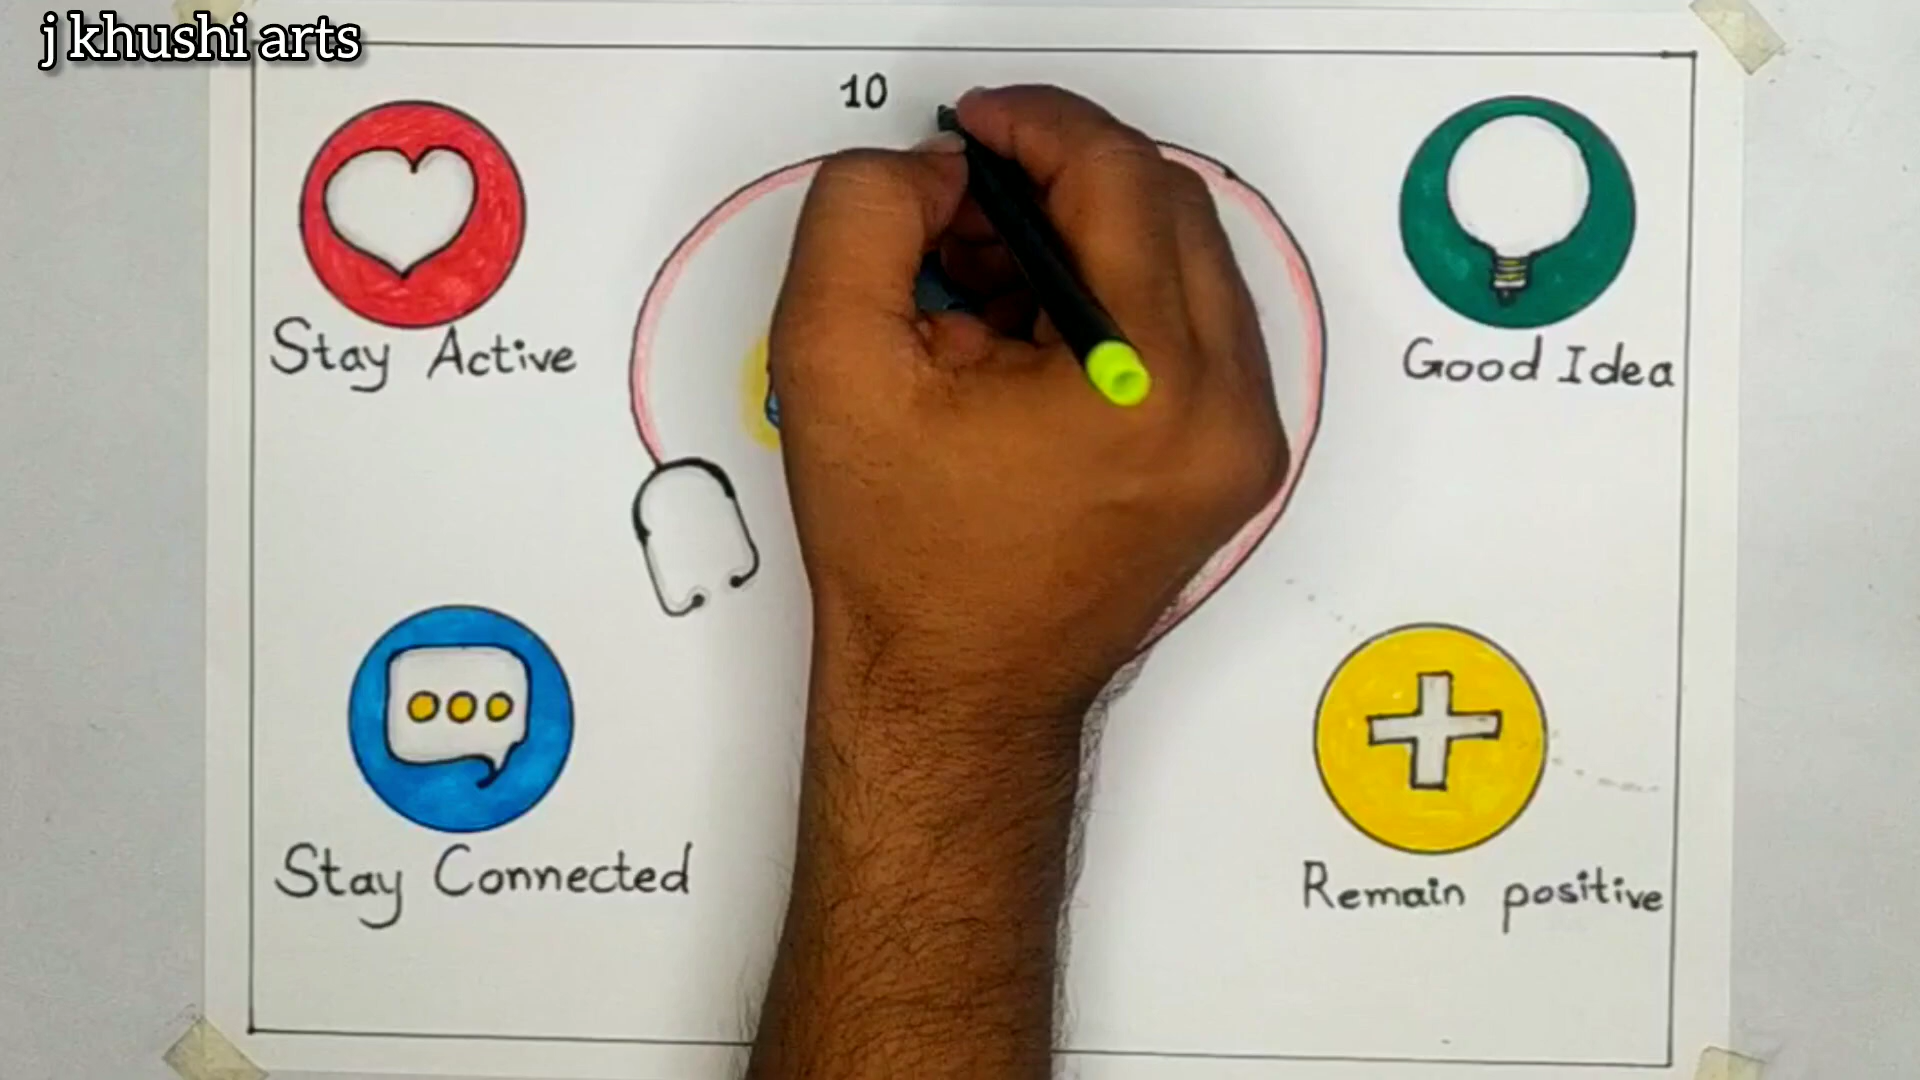 j khushi arts
10
Stay Active
Good Idea
Stay Connected
Remain positive